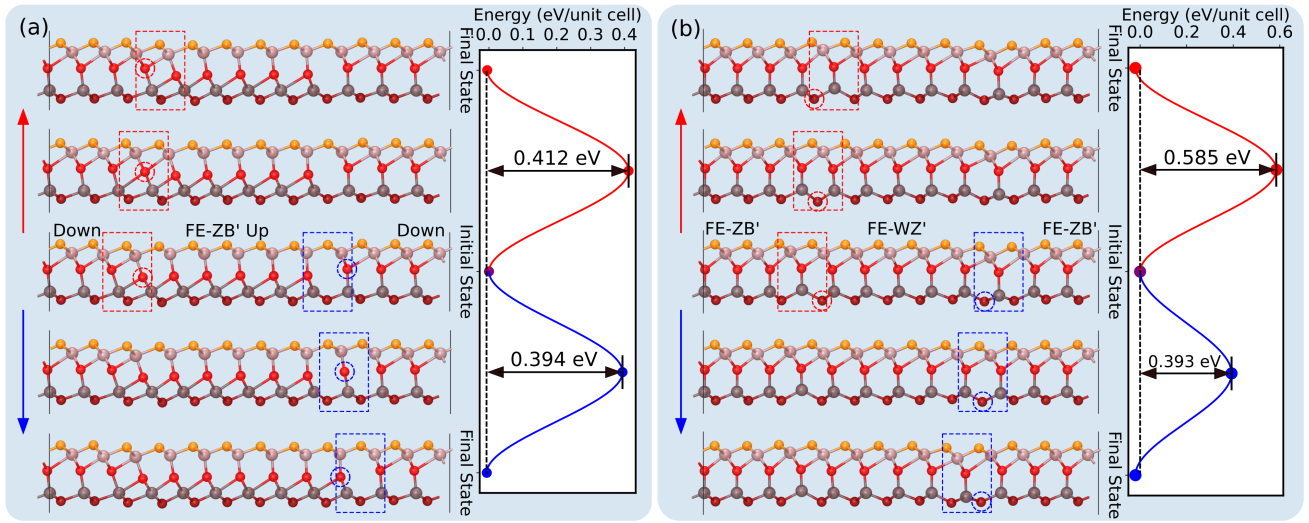 (a)
Energy (eV/unit cell)
0.0 0.1 0.2 0.3 0.4
Final State
0.412 eV
Down FE-ZB' Up Down
Initial State
0.394 eV
Final State
(b)
Energy (eV/unit cell)
0.0 0.2 0.4 0.6
Final State
0.585 eV
FE-ZB' FE-WZ' FE-ZB'
Initial State
0.393 eV
Final State